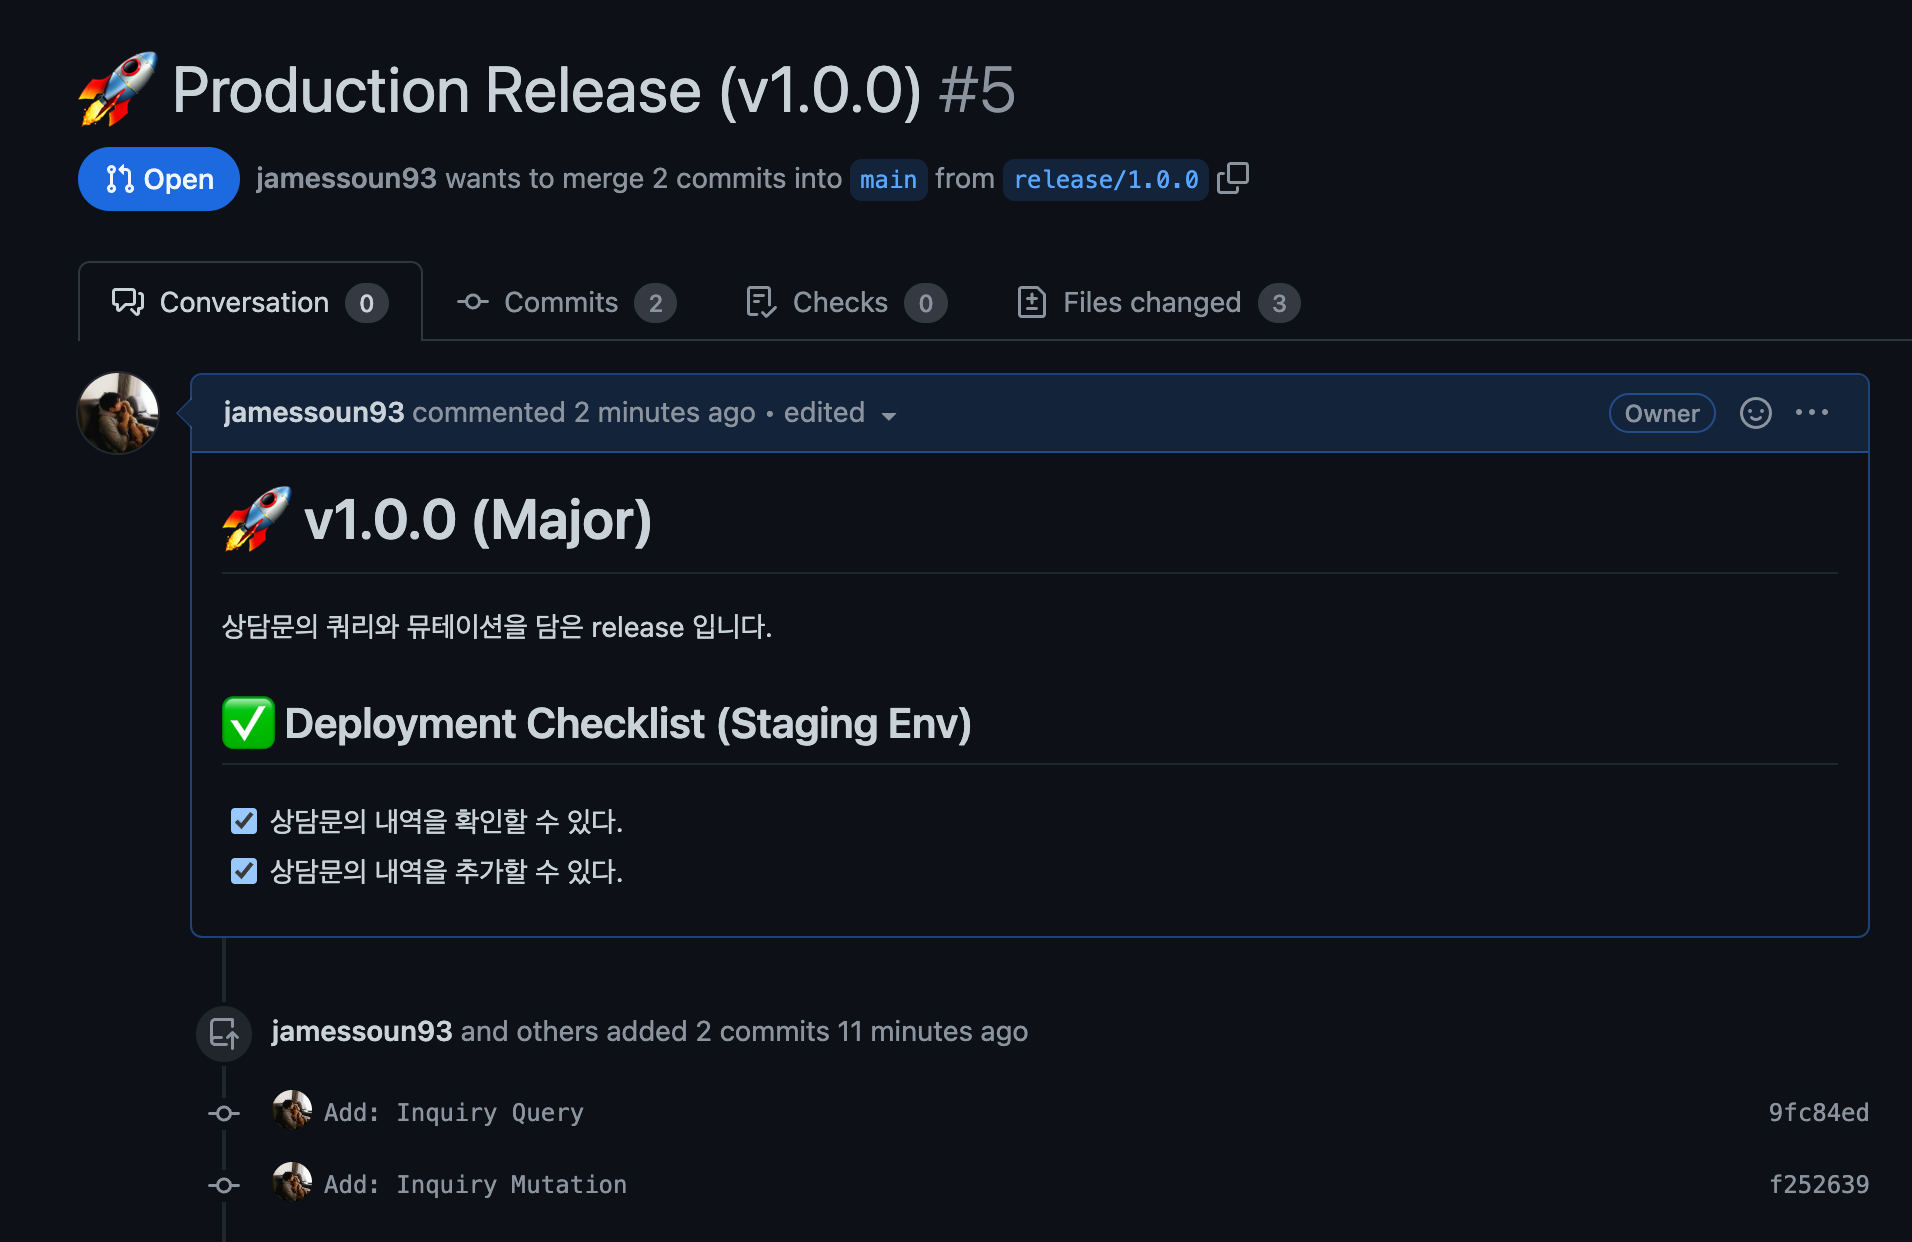 🚀 Production Release (v1.0.0) #5
Open jamessoun93 wants to merge 2 commits into main from release/1.0.0
Conversation 0 Commits 2 Checks 0 Files changed 3
jamessoun93 commented 2 minutes ago • edited Owner
🚀 v1.0.0 (Major)
상담문의 쿼리와 뮤테이션을 담은 release 입니다.
✅ Deployment Checklist (Staging Env)
상담문의 내역을 확인할 수 있다.
상담문의 내역을 추가할 수 있다.
jamessoun93 and others added 2 commits 11 minutes ago
Add: Inquiry Query 9fc84ed
Add: Inquiry Mutation f252639